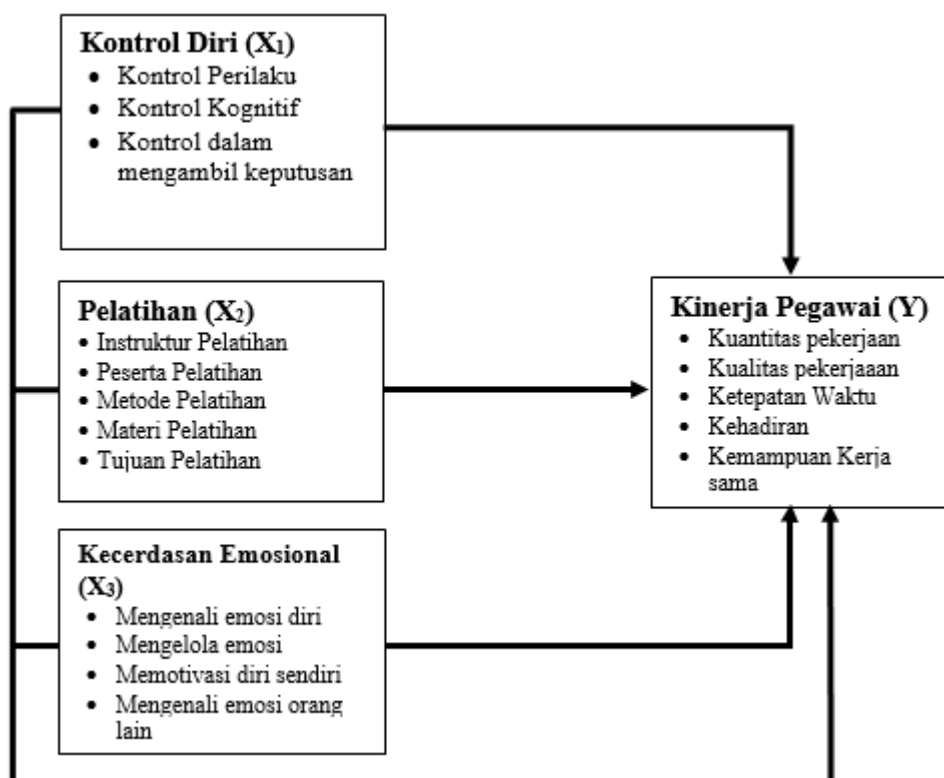 Kontrol Diri (X₁)
• Kontrol Perilaku
• Kontrol Kognitif
• Kontrol dalam
mengambil keputusan
Pelatihan (X₂)
• Instruktur Pelatihan
• Peserta Pelatihan
• Metode Pelatihan
• Materi Pelatihan
• Tujuan Pelatihan
Kecerdasan Emosional
(X₃)
• Mengenali emosi diri
• Mengelola emosi
• Memotivasi diri sendiri
• Mengenali emosi orang
lain
Kinerja Pegawai (Y)
• Kuantitas pekerjaan
• Kualitas pekerjaaan
• Ketepatan Waktu
• Kehadiran
• Kemampuan Kerja
sama